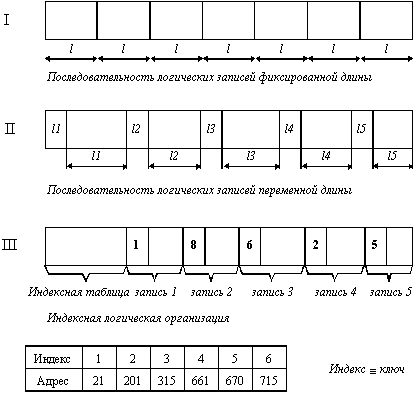 I
l l l l l l l
Последовательность логических записей фиксированной длины
II
l1 l2 l3 l4 l5
l1 l2 l3 l4 l5
Последовательность логических записей переменной длины
III
1 8 6 2 5
Индексная таблица запись 1 запись 2 запись 3 запись 4 запись 5
Индексная логическая организация
Индекс 1 2 3 4 5 6
Адрес 21 201 315 661 670 715
Индекс ≡ ключ